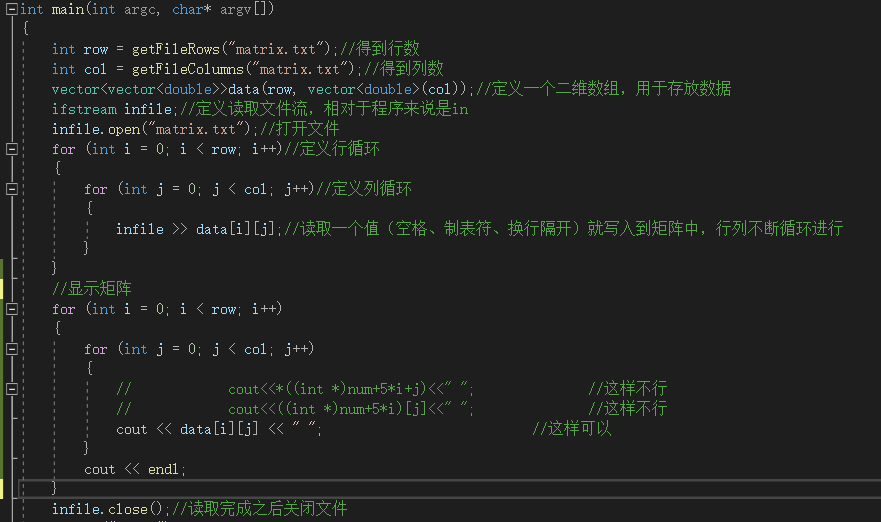 int main(int argc, char* argv[])
{
int row = getFileRows("matrix.txt");//得到行数
int col = getFileColumns("matrix.txt");//得到列数
vector<vector<double>>data(row, vector<double>(col));//定义一个二维数组，用于存放数据
ifstream infile;//定义读取文件流，相对于程序来说是in
infile.open("matrix.txt");//打开文件
for (int i = 0; i < row; i++)//定义行循环
{
for (int j = 0; j < col; j++)//定义列循环
{
infile >> data[i][j];//读取一个值（空格、制表符、换行隔开）就写入到矩阵中，行列不断循环进行
}
}
//显示矩阵
for (int i = 0; i < row; i++)
{
for (int j = 0; j < col; j++)
{
// cout<<*((int *)num+5*i+j)<<" "; //这样不行
// cout<<((int *)num+5*i)[j]<<" "; //这样不行
cout << data[i][j] << " "; //这样可以
}
cout << endl;
}
infile.close();//读取完成之后关闭文件